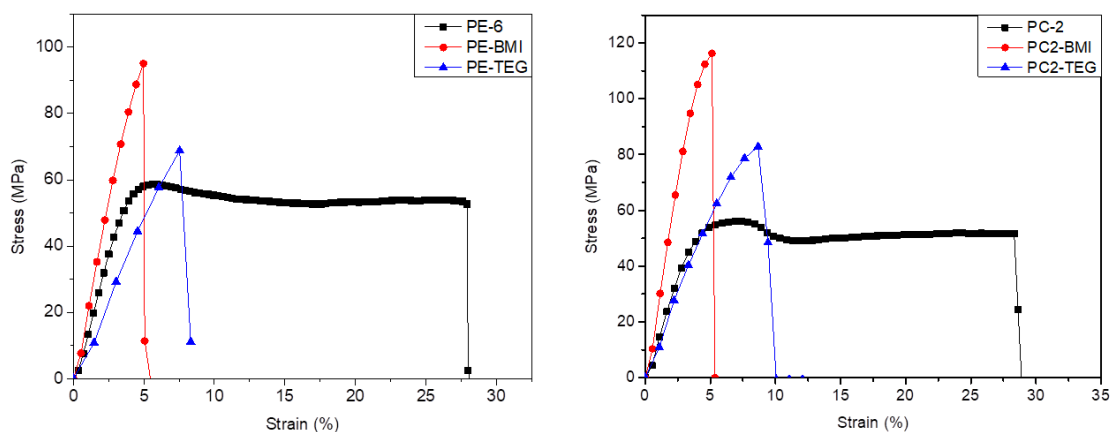 PE-6
PE-BMI
PE-TEG
100
80
60
40
20
0
Stress (MPa)
0 5 10 15 20 25 30
Strain (%)
PC-2
PC2-BMI
PC2-TEG
120
100
80
60
40
20
0
Stress (MPa)
0 5 10 15 20 25 30 35
Strain (%)